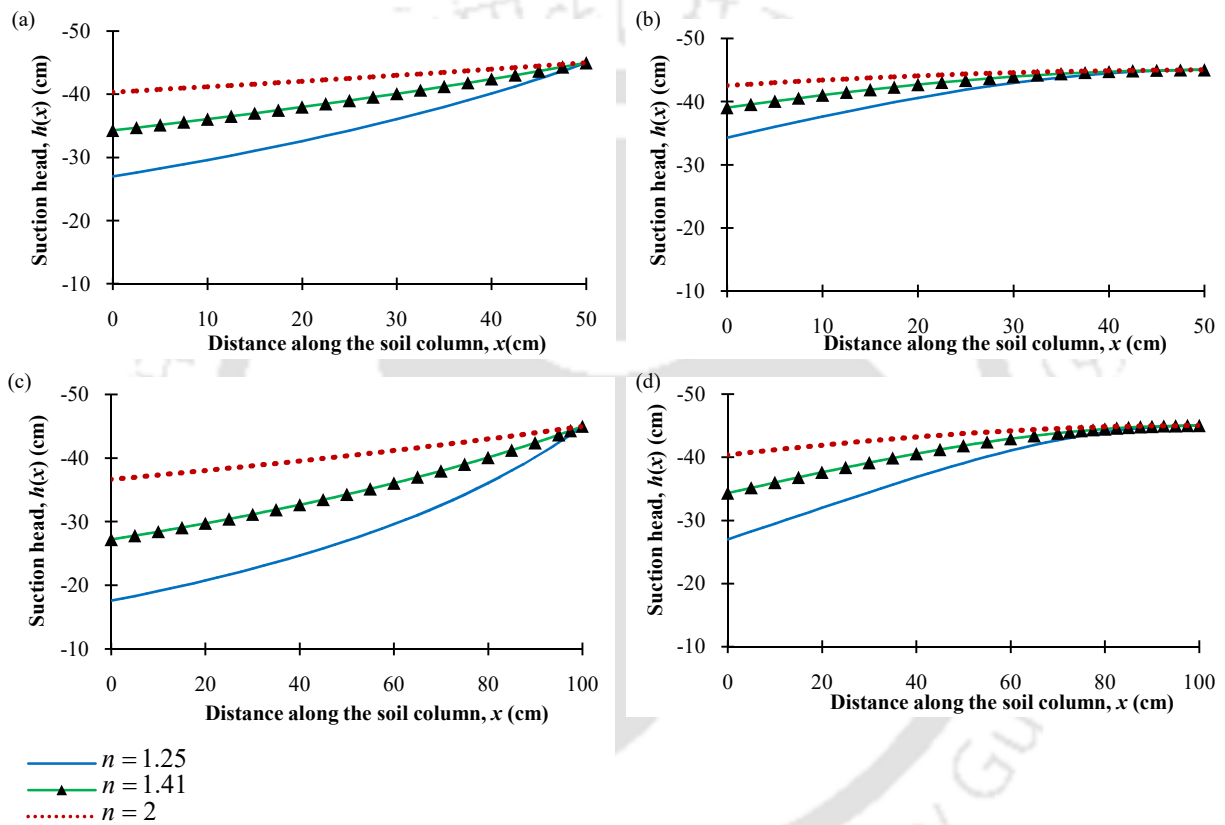 (a)
Suction head, h(x) (cm)
-50
-40
-30
-20
-10
0 10 20 30 40 50
Distance along the soil column, x(cm)
(b)
Suction head, h(x) (cm)
-50
-40
-30
-20
-10
0 10 20 30 40 50
Distance along the soil column, x (cm)
(c)
Suction head, h(x) (cm)
-50
-40
-30
-20
-10
0 20 40 60 80 100
Distance along the soil column, x (cm)
(d)
Suction head, h(x) (cm)
-50
-40
-30
-20
-10
0 20 40 60 80 100
Distance along the soil column, x (cm)
n = 1.25
n = 1.41
n = 2